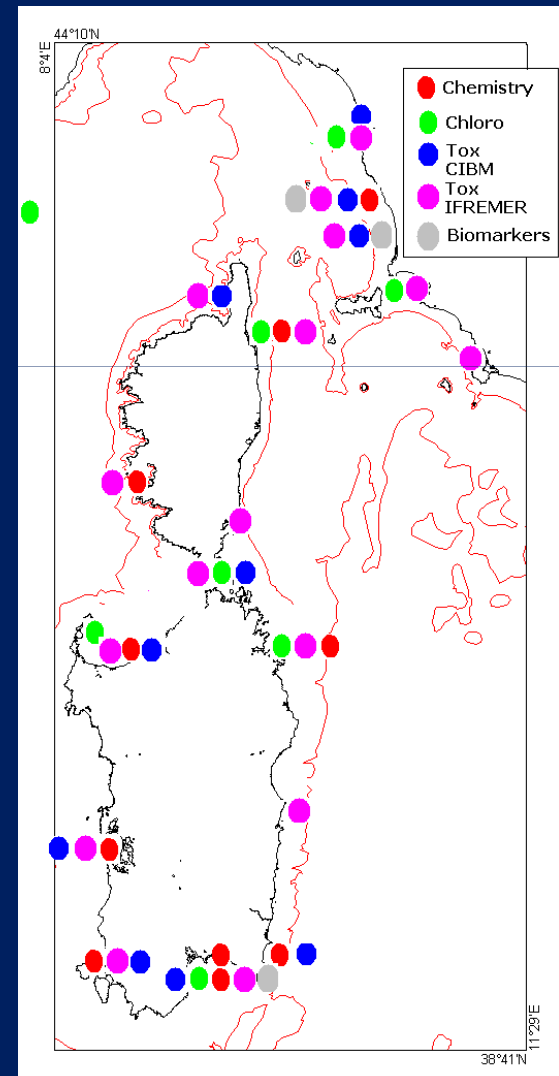 44°10'N
8°4'E
Chemistry
Chloro
Tox
CIBM
Tox
IFREMER
Biomarkers
11°29'E
38°41'N